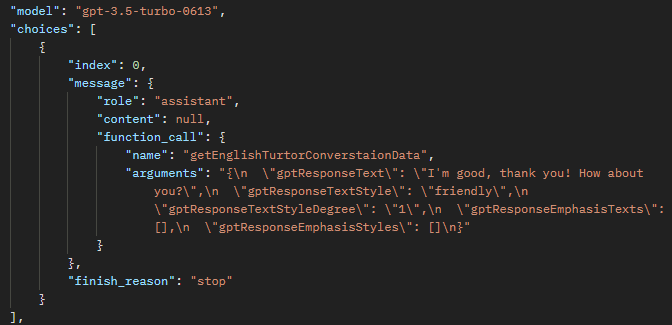 "model": "gpt-3.5-turbo-0613",
"choices": [
{
"index": 0,
"message": {
"role": "assistant",
"content": null,
"function_call": {
"name": "getEnglishTurtorConverstaionData",
"arguments": "{\n  \"gptResponseText\": \"I'm good, thank you! How about
you?\",\n  \"gptResponseTextStyle\": \"friendly\",\n
\"gptResponseTextStyleDegree\": \"1\",\n  \"gptResponseEmphasisTexts\":
[],\n  \"gptResponseEmphasisStyles\": []\n}"
}
},
"finish_reason": "stop"
}
],